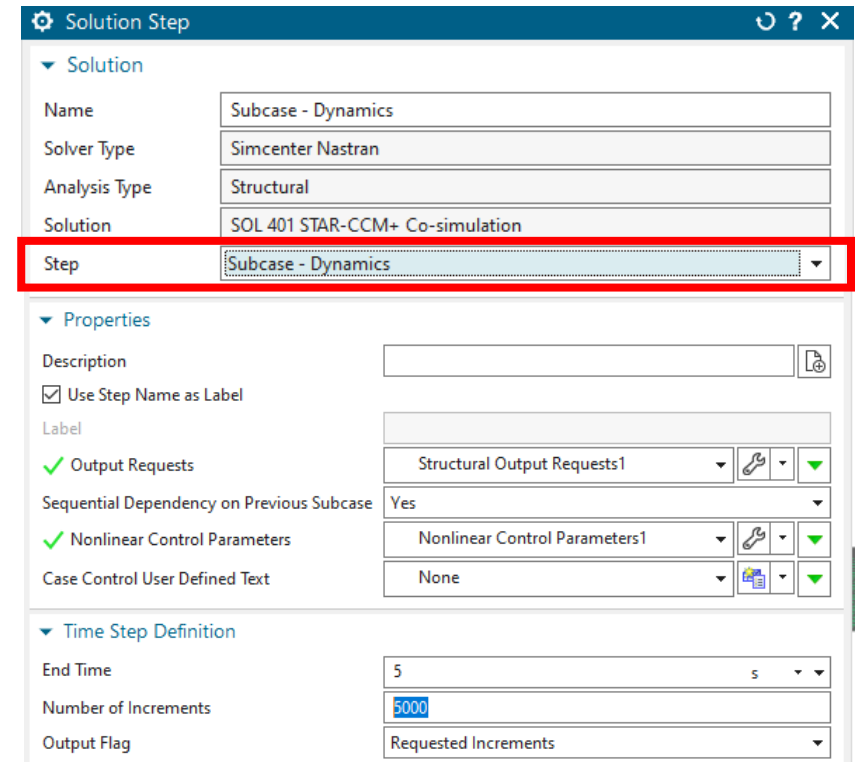 Solution Step ?
Solution
Name Subcase - Dynamics
Solver Type Simcenter Nastran
Analysis Type Structural
Solution SOL 401 STAR-CCM+ Co-simulation
Step Subcase - Dynamics
Properties
Description
Use Step Name as Label
Label
Output Requests Structural Output Requests1
Sequential Dependency on Previous Subcase Yes
Nonlinear Control Parameters Nonlinear Control Parameters1
Case Control User Defined Text None
Time Step Definition
End Time 5 s
Number of Increments 5000
Output Flag Requested Increments